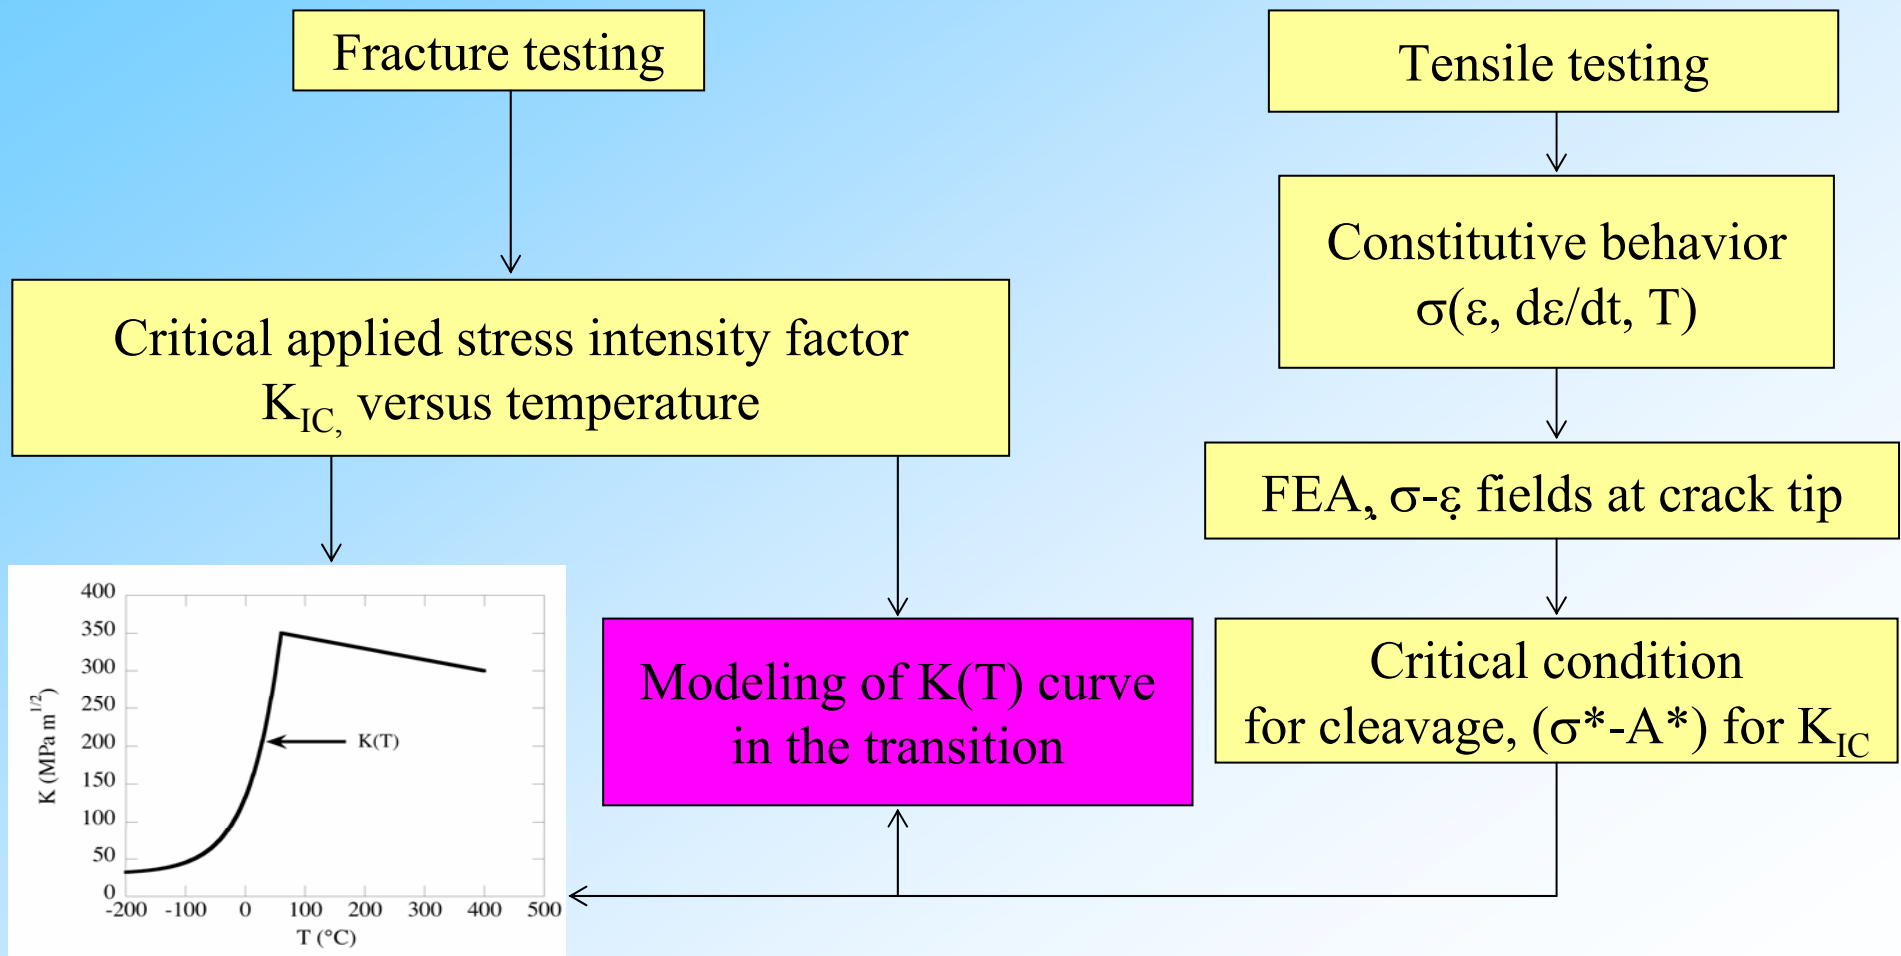 Fracture testing
Tensile testing
Constitutive behavior
σ(ε, dε/dt, T)
Critical applied stress intensity factor
K_IC, versus temperature
FEA, σ-ε fields at crack tip
Modeling of K(T) curve
in the transition
Critical condition
for cleavage, (σ*-A*) for K_IC
400
350
300
250
200
150
100
50
0
K (MPa m^1/2)
K(T)
-200 -100 0 100 200 300 400 500
T (°C)